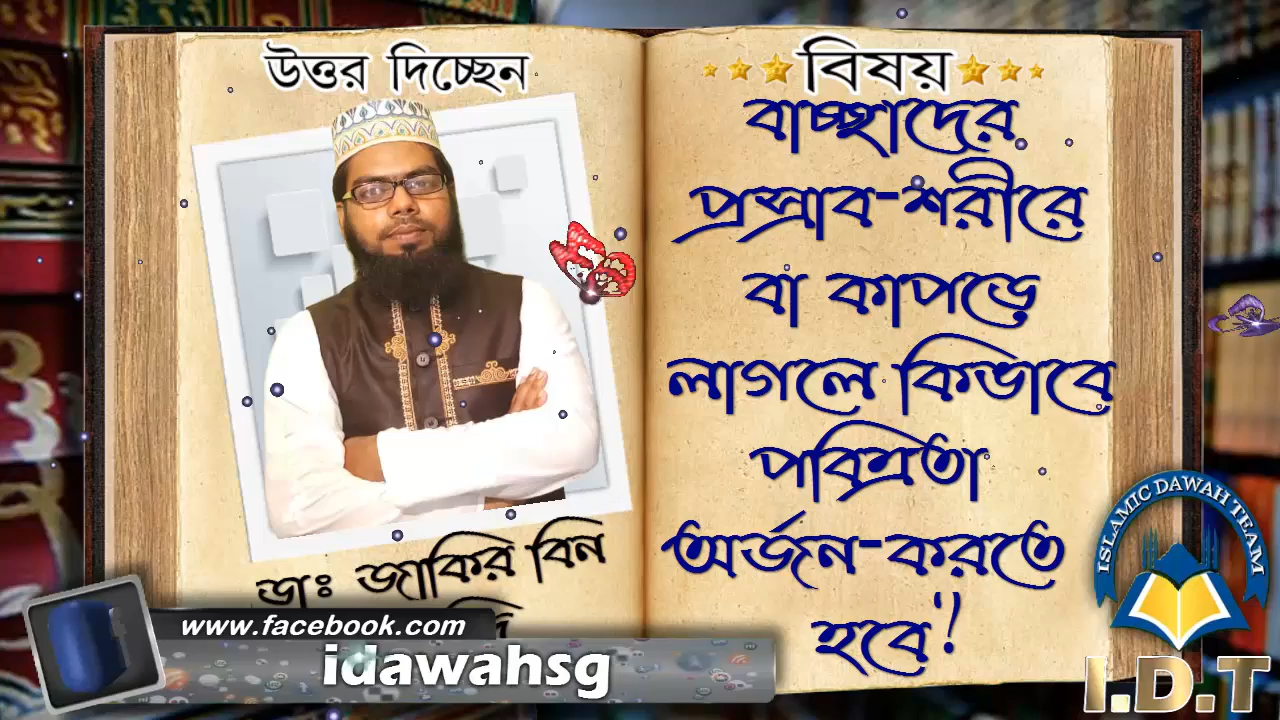 উত্তর দিচ্ছেন
ডাঃ জাকির বিন
বিষয়
বাচ্ছাদের
প্রস্রাব-শরীরে
বা কাপড়ে
লাগলে কিভাবে
পবিত্রতা
অর্জন-করতে
হবে!
www.facebook.com
idawahsg
ISLAMIC DAWAH TEAM
I.D.T